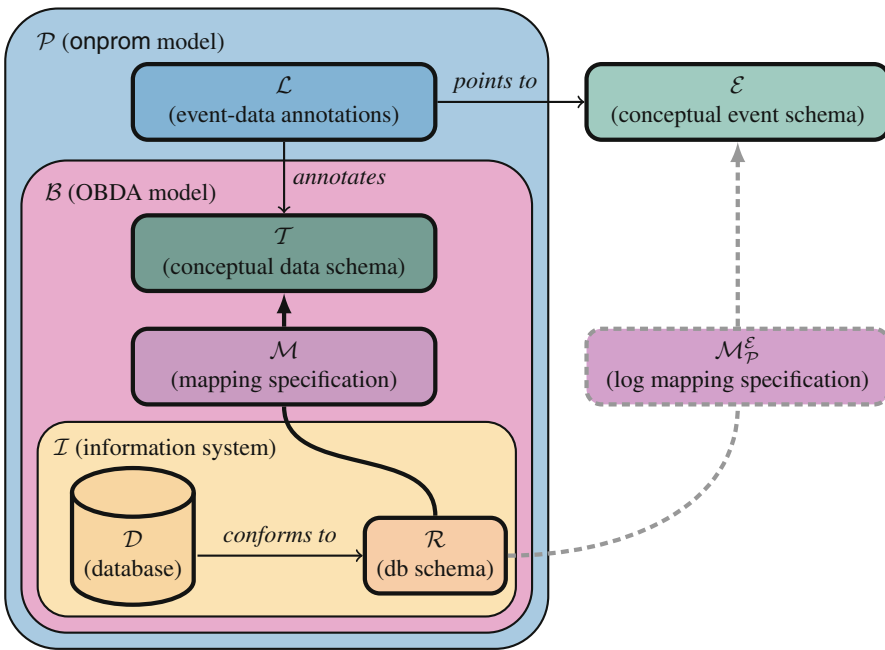 𝒫 (onprom model)
ℒ
(event-data annotations)
points to
ℰ
(conceptual event schema)
annotates
ℬ (OBDA model)
𝒯
(conceptual data schema)
ℳ
(mapping specification)
ℳ_𝒫^ℰ
(log mapping specification)
ℐ (information system)
𝒟
(database)
conforms to
ℛ
(db schema)